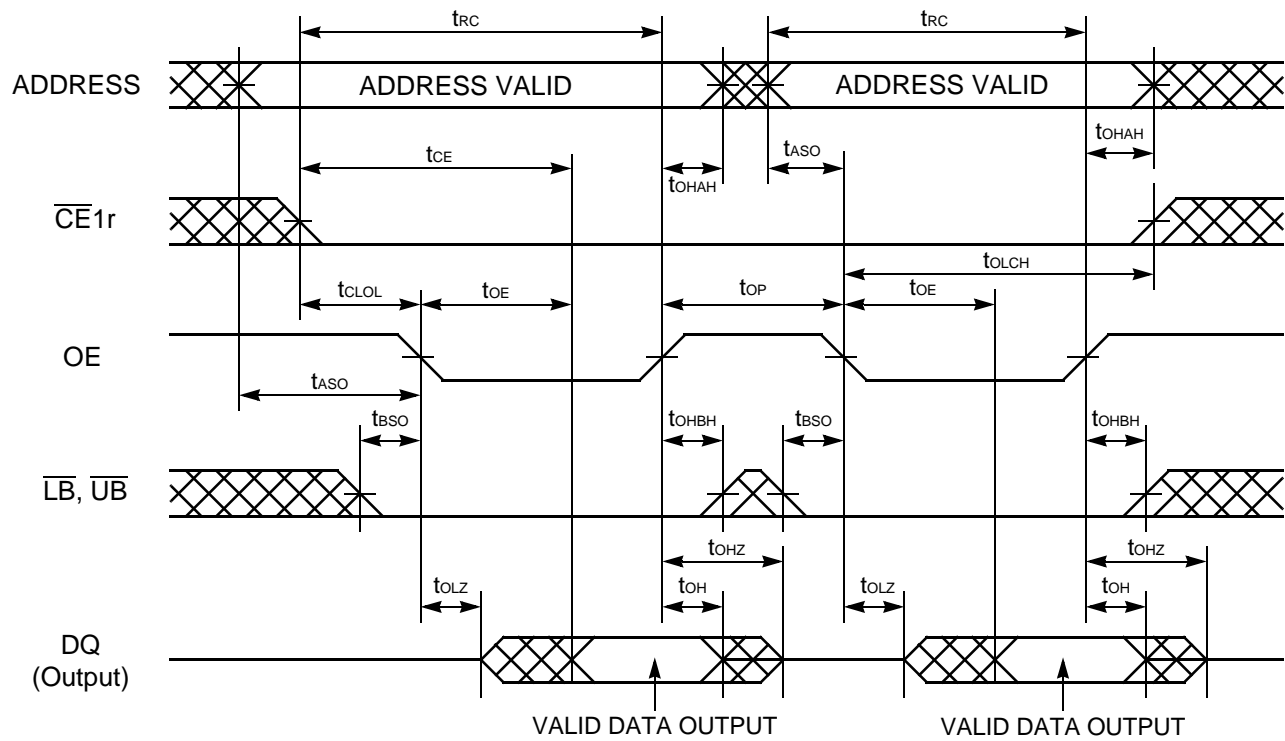 tRC tRC
ADDRESS ADDRESS VALID ADDRESS VALID
tCE tASO tOHAH
tOHAH
CE1r
tOLCH
tCLOL tOE tOP tOE
OE
tASO
tBSO tOHBH tBSO tOHBH
LB, UB
tOHZ tOHZ
tOLZ tOH tOLZ tOH
DQ
(Output)
VALID DATA OUTPUT VALID DATA OUTPUT